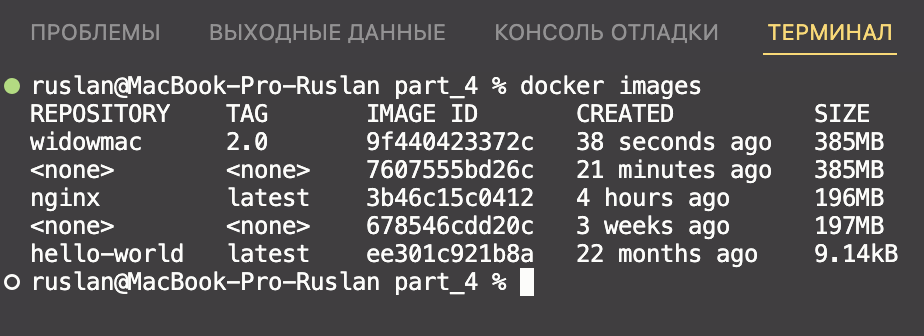 ПРОБЛЕМЫ ВЫХОДНЫЕ ДАННЫЕ КОНСОЛЬ ОТЛАДКИ ТЕРМИНАЛ
ruslan@MacBook-Pro-Ruslan part_4 % docker images
REPOSITORY TAG IMAGE ID CREATED SIZE
widowmac 2.0 9f440423372c 38 seconds ago 385MB
<none> <none> 7607555bd26c 21 minutes ago 385MB
nginx latest 3b46c15c0412 4 hours ago 196MB
<none> <none> 678546cdd20c 3 weeks ago 197MB
hello-world latest ee301c921b8a 22 months ago 9.14kB
ruslan@MacBook-Pro-Ruslan part_4 %